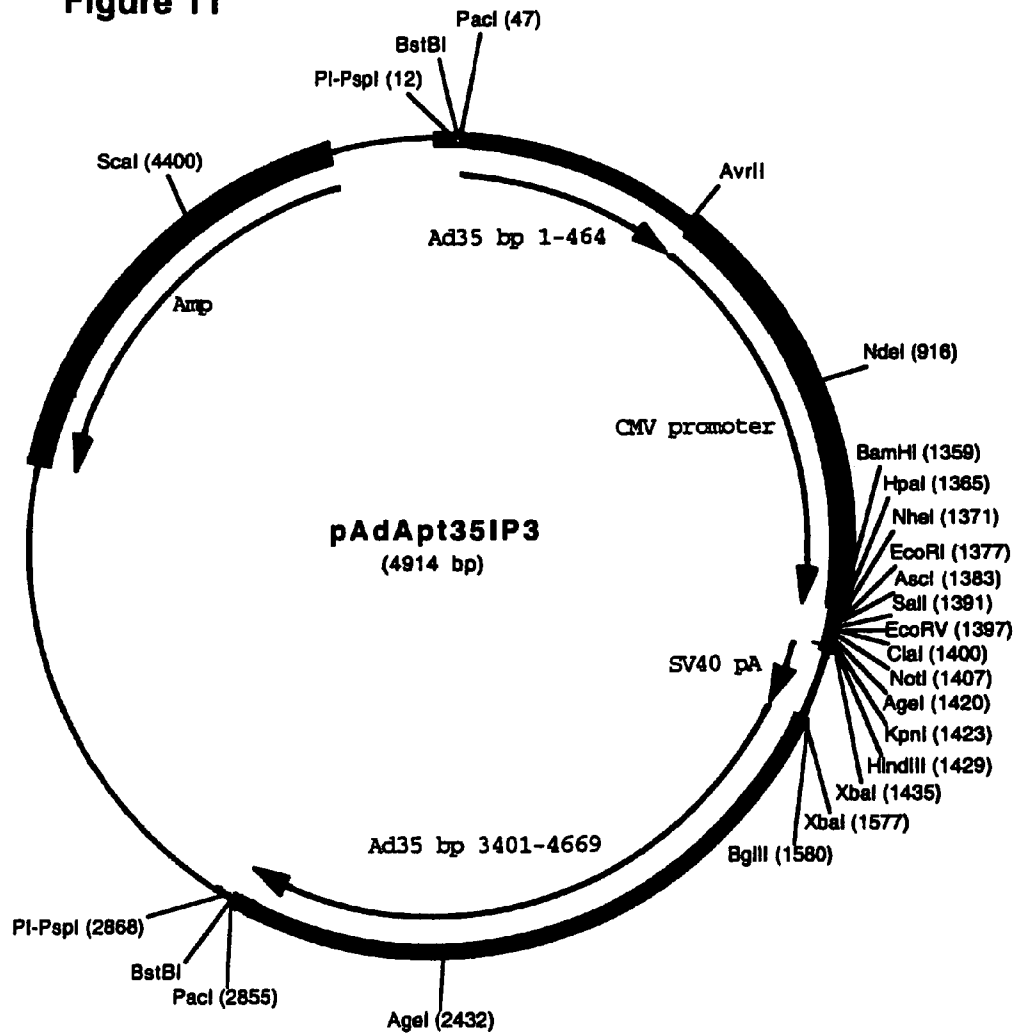 Figure 11
PacI (47)
BstBI
PI-PspI (12)
ScaI (4400)
AvrII
Ad35 bp 1-464
Amp
NdeI (916)
CMV promoter
BamHI (1359)
HpaI (1365)
NheI (1371)
EcoRI (1377)
AscI (1383)
SalI (1391)
EcoRV (1397)
ClaI (1400)
NotI (1407)
AgeI (1420)
KpnI (1423)
HindIII (1429)
XbaI (1435)
XbaI (1577)
BglII (1580)
pAdApt35IP3
(4914 bp)
SV40 pA
Ad35 bp 3401-4669
PI-PspI (2868)
BstBI
PacI (2855)
AgeI (2432)